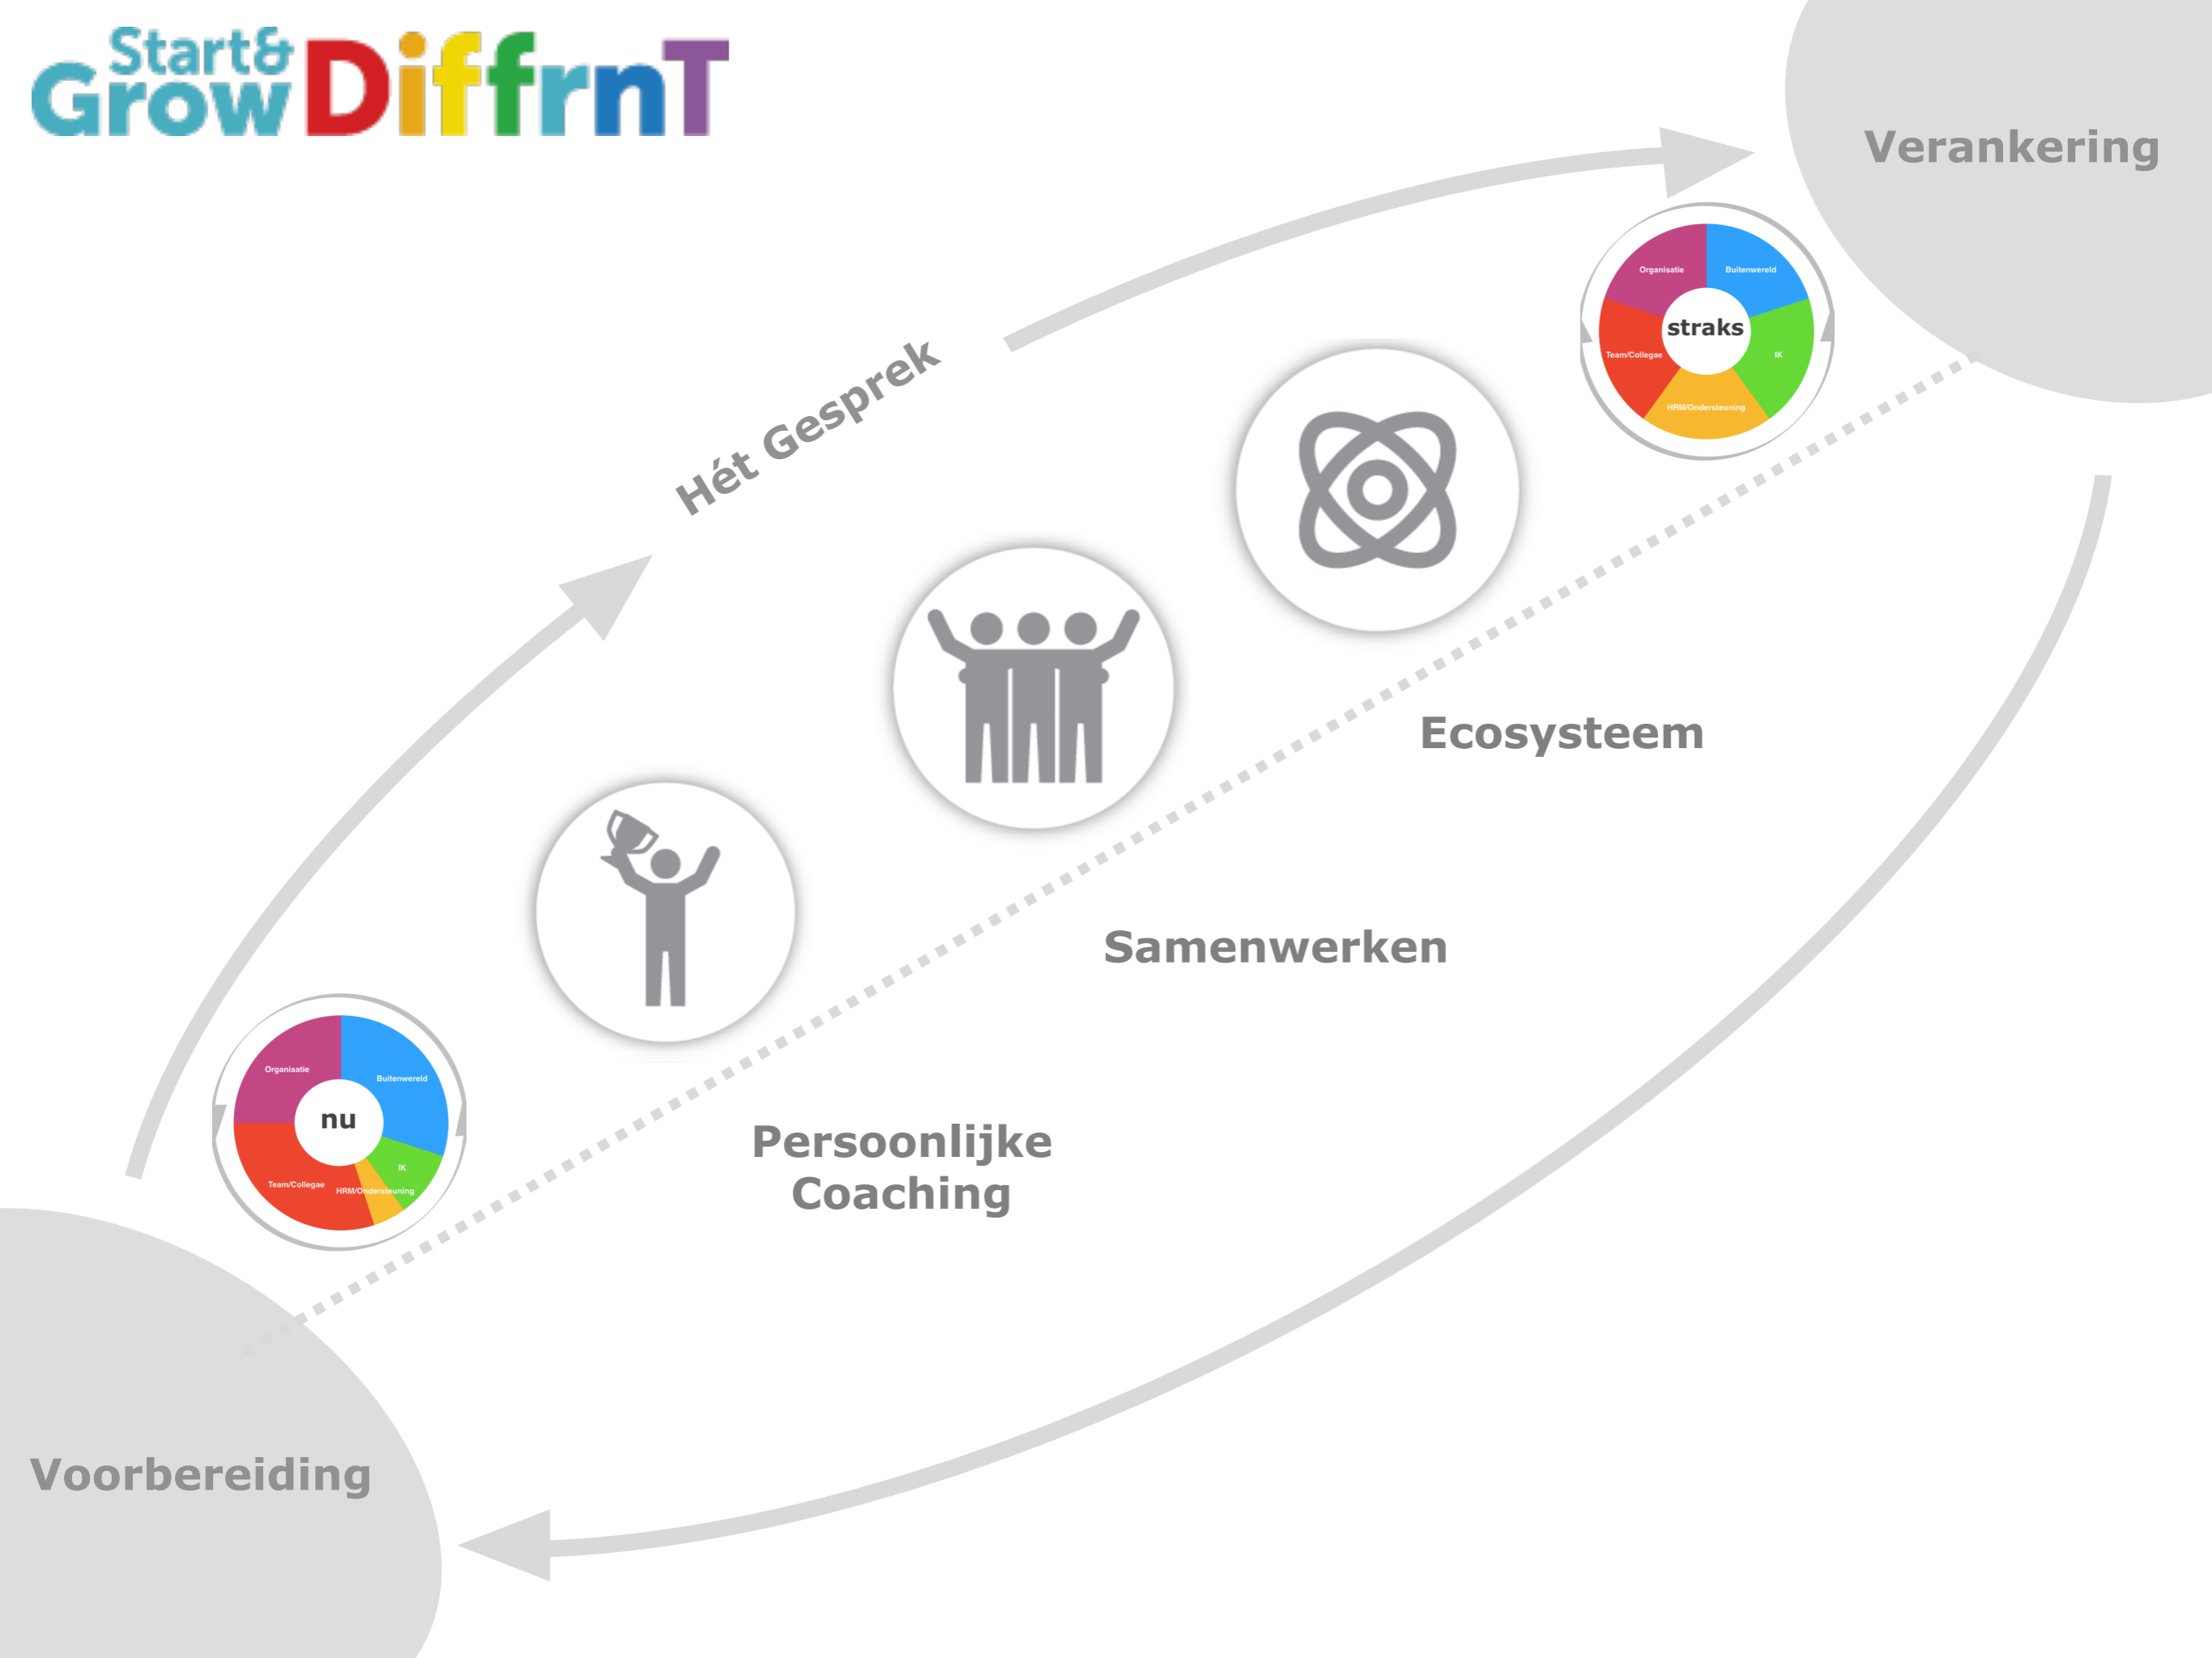 Start&
Grow DiffrnT
Verankering
Organisatie
Buitenwereld
straks
Team/Collegae
IK
HRM/Ondersteuning
Hét Gesprek
Ecosysteem
Samenwerken
Organisatie
Buitenwereld
nu
IK
Team/Collegae
HRM/Ondersteuning
Persoonlijke
Coaching
Voorbereiding